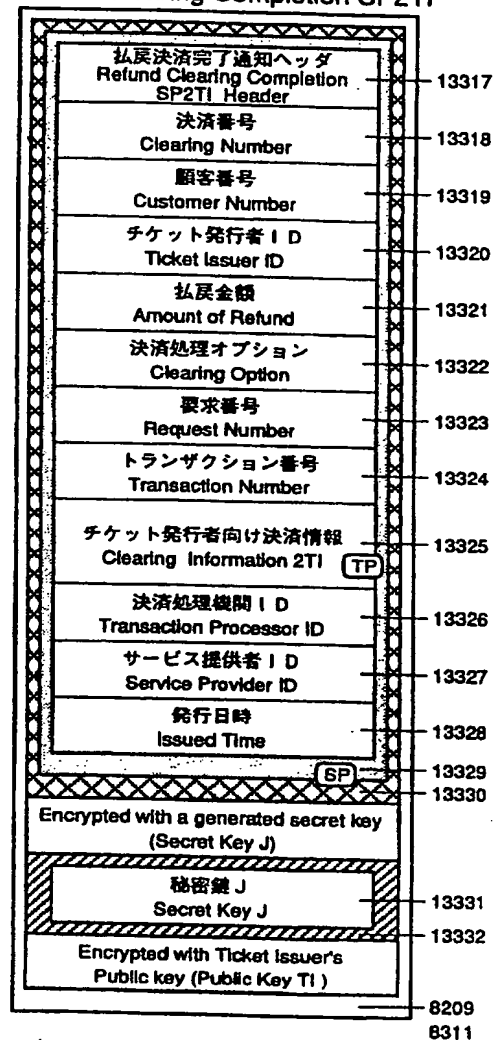 Completion SP2TI
払戻決済完了通知ヘッダ
Refund Clearing Completion
SP2TI Header
13317
決済番号
Clearing Number
13318
顧客番号
Customer Number
13319
チケット発行者ID
Ticket Issuer ID
13320
払戻金額
Amount of Refund
13321
決済処理オプション
Clearing Option
13322
要求番号
Request Number
13323
トランザクション番号
Transaction Number
13324
チケット発行者向け決済情報
Clearing Information 2TI
TP
13325
決済処理機関ID
Transaction Processor ID
13326
サービス提供者ID
Service Provider ID
13327
発行日時
Issued Time
13328
SP
13329
13330
Encrypted with a generated secret key
(Secret Key J)
秘密鍵 J
Secret Key J
13331
13332
Encrypted with Ticket Issuer's
Public key (Public Key TI )
8209
8311